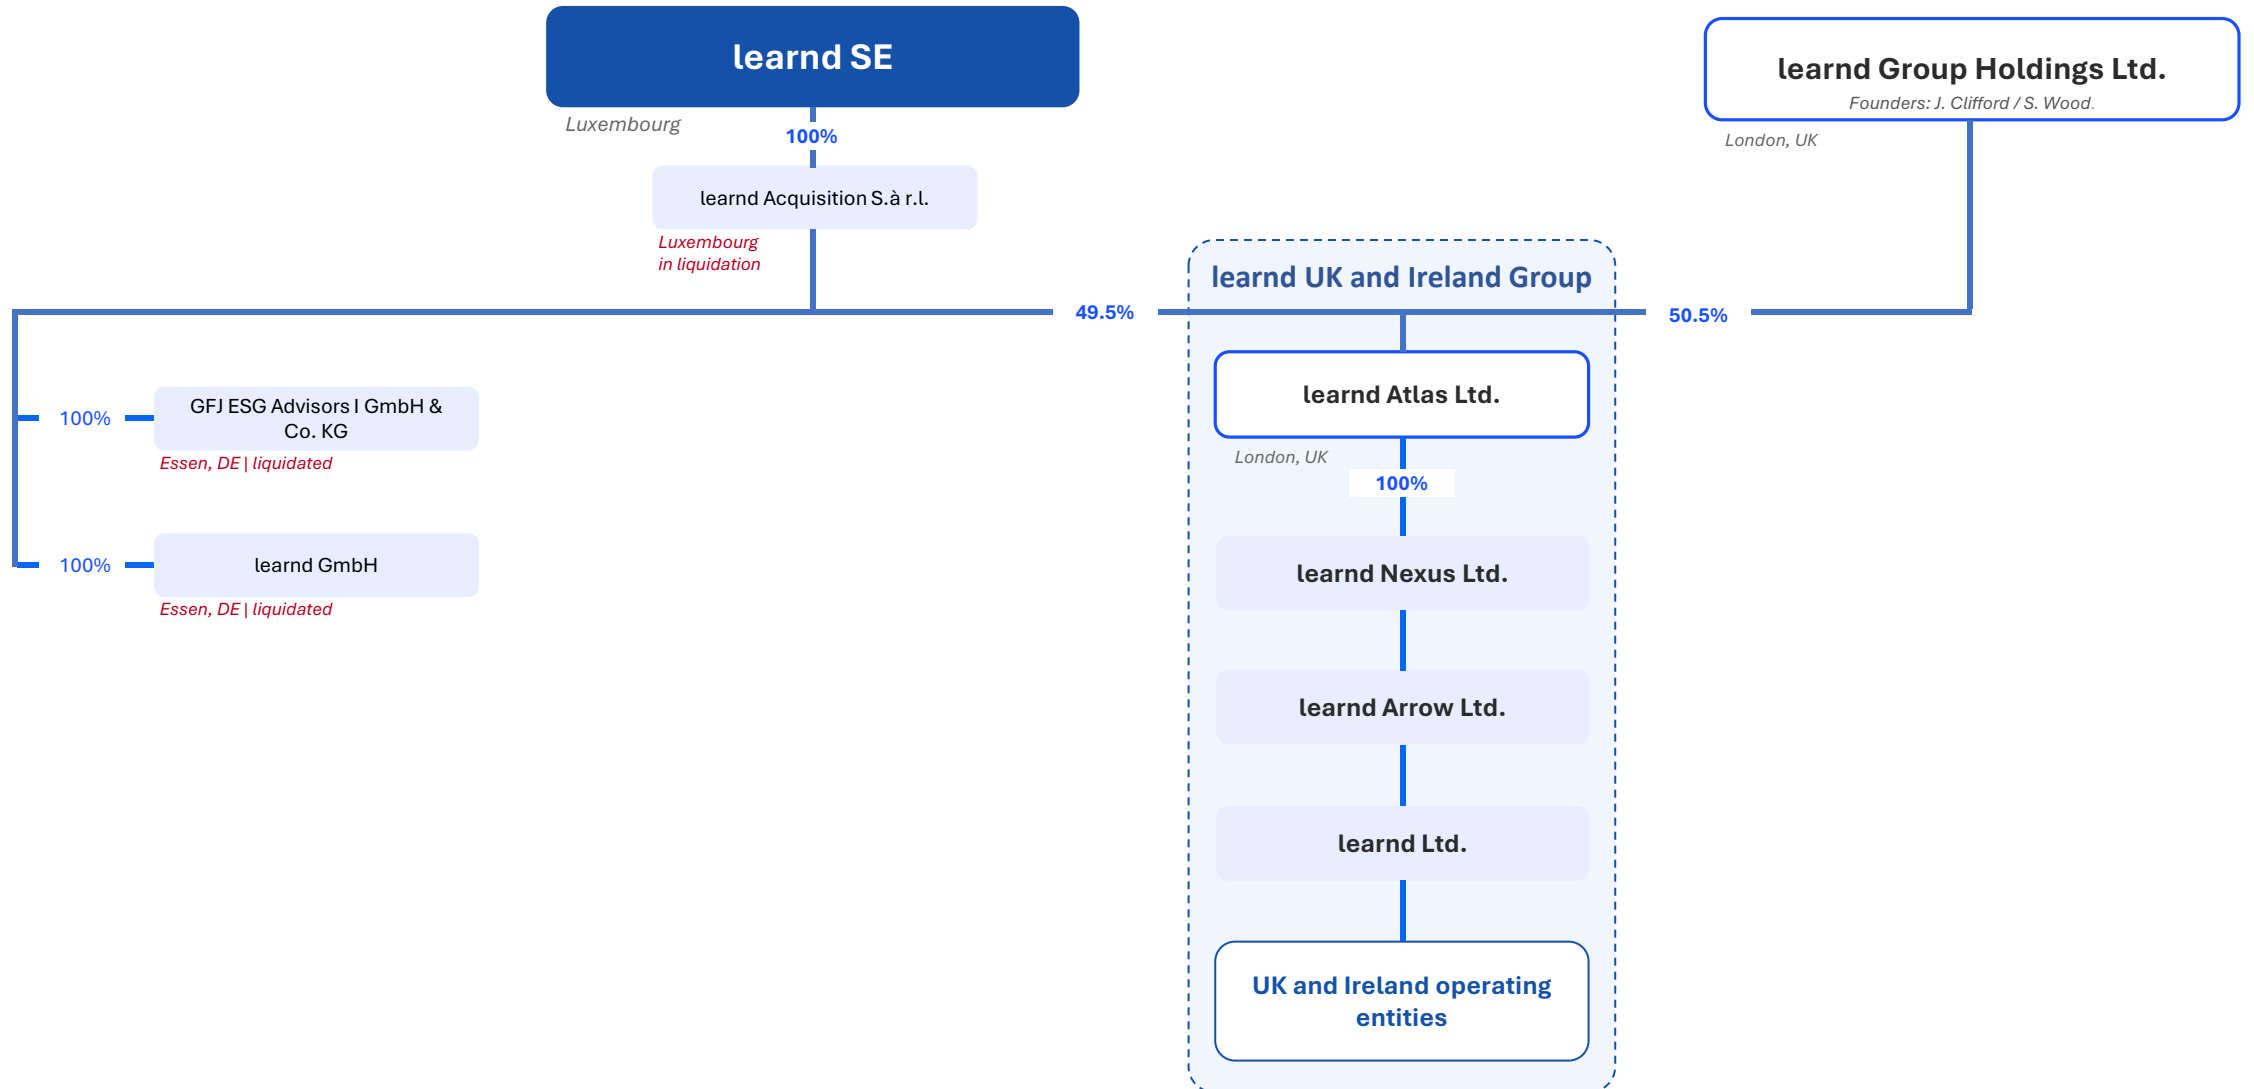 learnd SE
Luxembourg
100%
learnd Acquisition S.à r.l.
Luxembourg
in liquidation
learnd Group Holdings Ltd.
Founders: J. Clifford / S. Wood.
London, UK
learnd UK and Ireland Group
49.5%
50.5%
100%
GFJ ESG Advisors I GmbH &
Co. KG
Essen, DE | liquidated
100%
learnd GmbH
Essen, DE | liquidated
learnd Atlas Ltd.
London, UK
100%
learnd Nexus Ltd.
learnd Arrow Ltd.
learnd Ltd.
UK and Ireland operating
entities